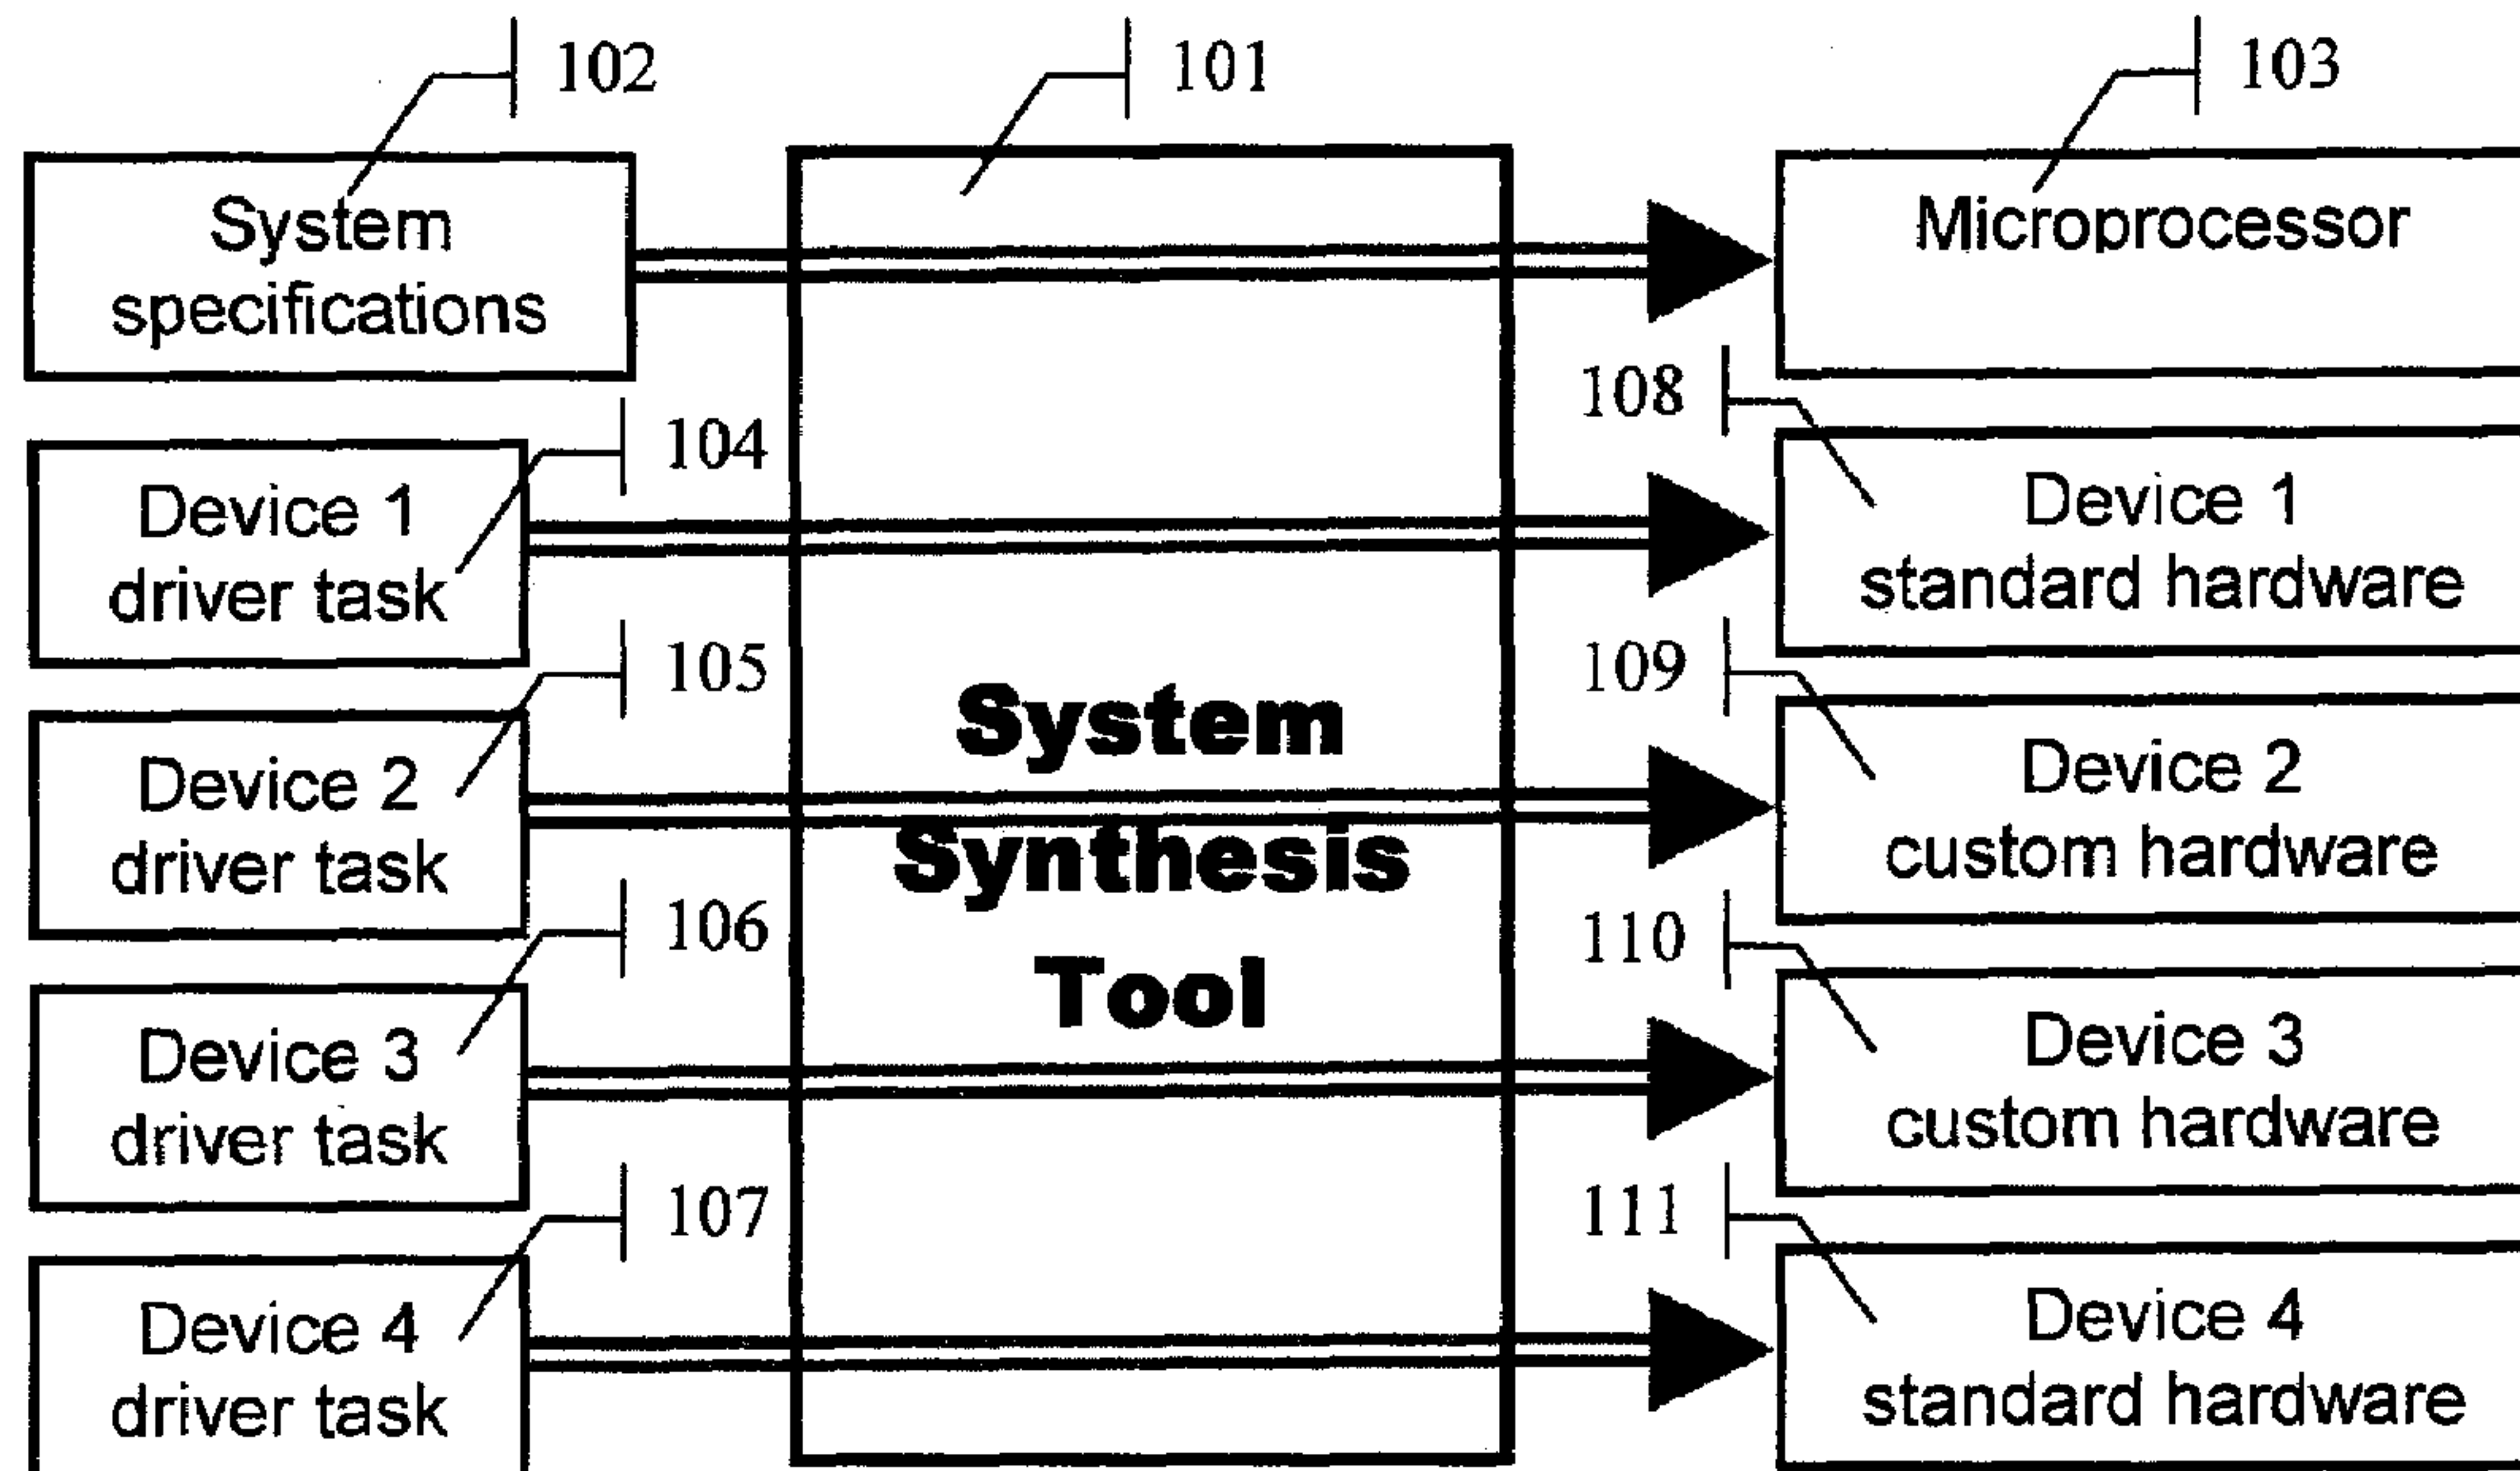 102
101
103
System
specifications
Microprocessor
108
104
Device 1
driver task
Device 1
standard hardware
105
109
System
Synthesis
Tool
Device 2
driver task
Device 2
custom hardware
106
110
Device 3
driver task
Device 3
custom hardware
107
111
Device 4
driver task
Device 4
standard hardware